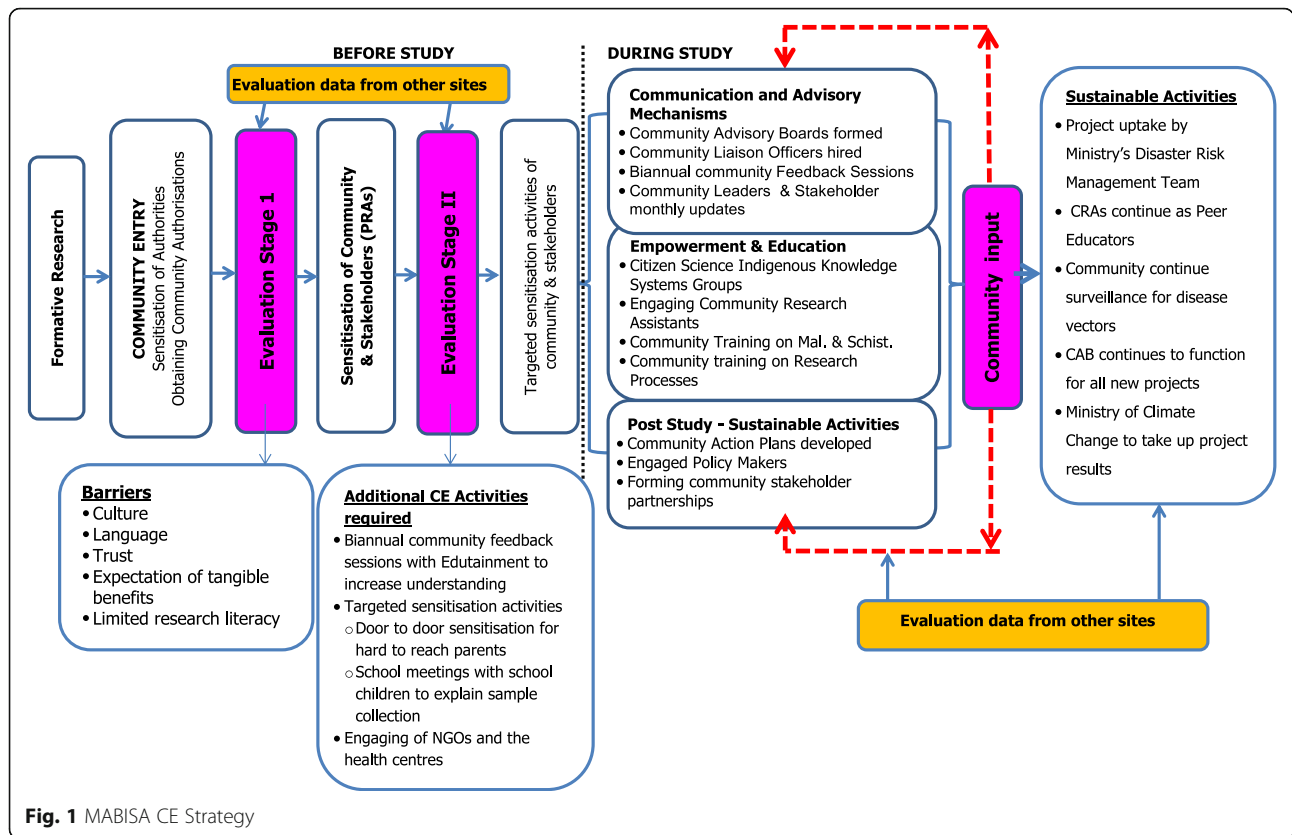 BEFORE STUDY
Evaluation data from other sites
Formative Research
COMMUNITY ENTRY
Sensitisation of Authorities
Obtaining Community Authorisations
Evaluation Stage 1
Sensitisation of Community
& Stakeholders (PRAs)
Evaluation Stage II
Targeted sensitisation activities of
community & stakeholders
Barriers
• Culture
• Language
• Trust
• Expectation of tangible
benefits
• Limited research literacy
Additional CE Activities
required
• Biannual community feedback
sessions with Edutainment to
increase understanding
• Targeted sensitisation activities
o Door to door sensitisation for
hard to reach parents
o School meetings with school
children to explain sample
collection
• Engaging of NGOs and the
health centres
DURING STUDY
Communication and Advisory
Mechanisms
• Community Advisory Boards formed
• Community Liaison Officers hired
• Biannual community Feedback Sessions
• Community Leaders & Stakeholder
monthly updates
Empowerment & Education
• Citizen Science Indigenous Knowledge
Systems Groups
• Engaging Community Research
Assistants
• Community Training on Mal. & Schist.
• Community training on Research
Processes
Post Study - Sustainable Activities
• Community Action Plans developed
• Engaged Policy Makers
• Forming community stakeholder
partnerships
Community input
Sustainable Activities
• Project uptake by
Ministry's Disaster Risk
Management Team
• CRAs continue as Peer
Educators
• Community continue
surveillance for disease
vectors
• CAB continues to function
for all new projects
• Ministry of Climate
Change to take up project
results
Evaluation data from other sites
Fig. 1 MABISA CE Strategy